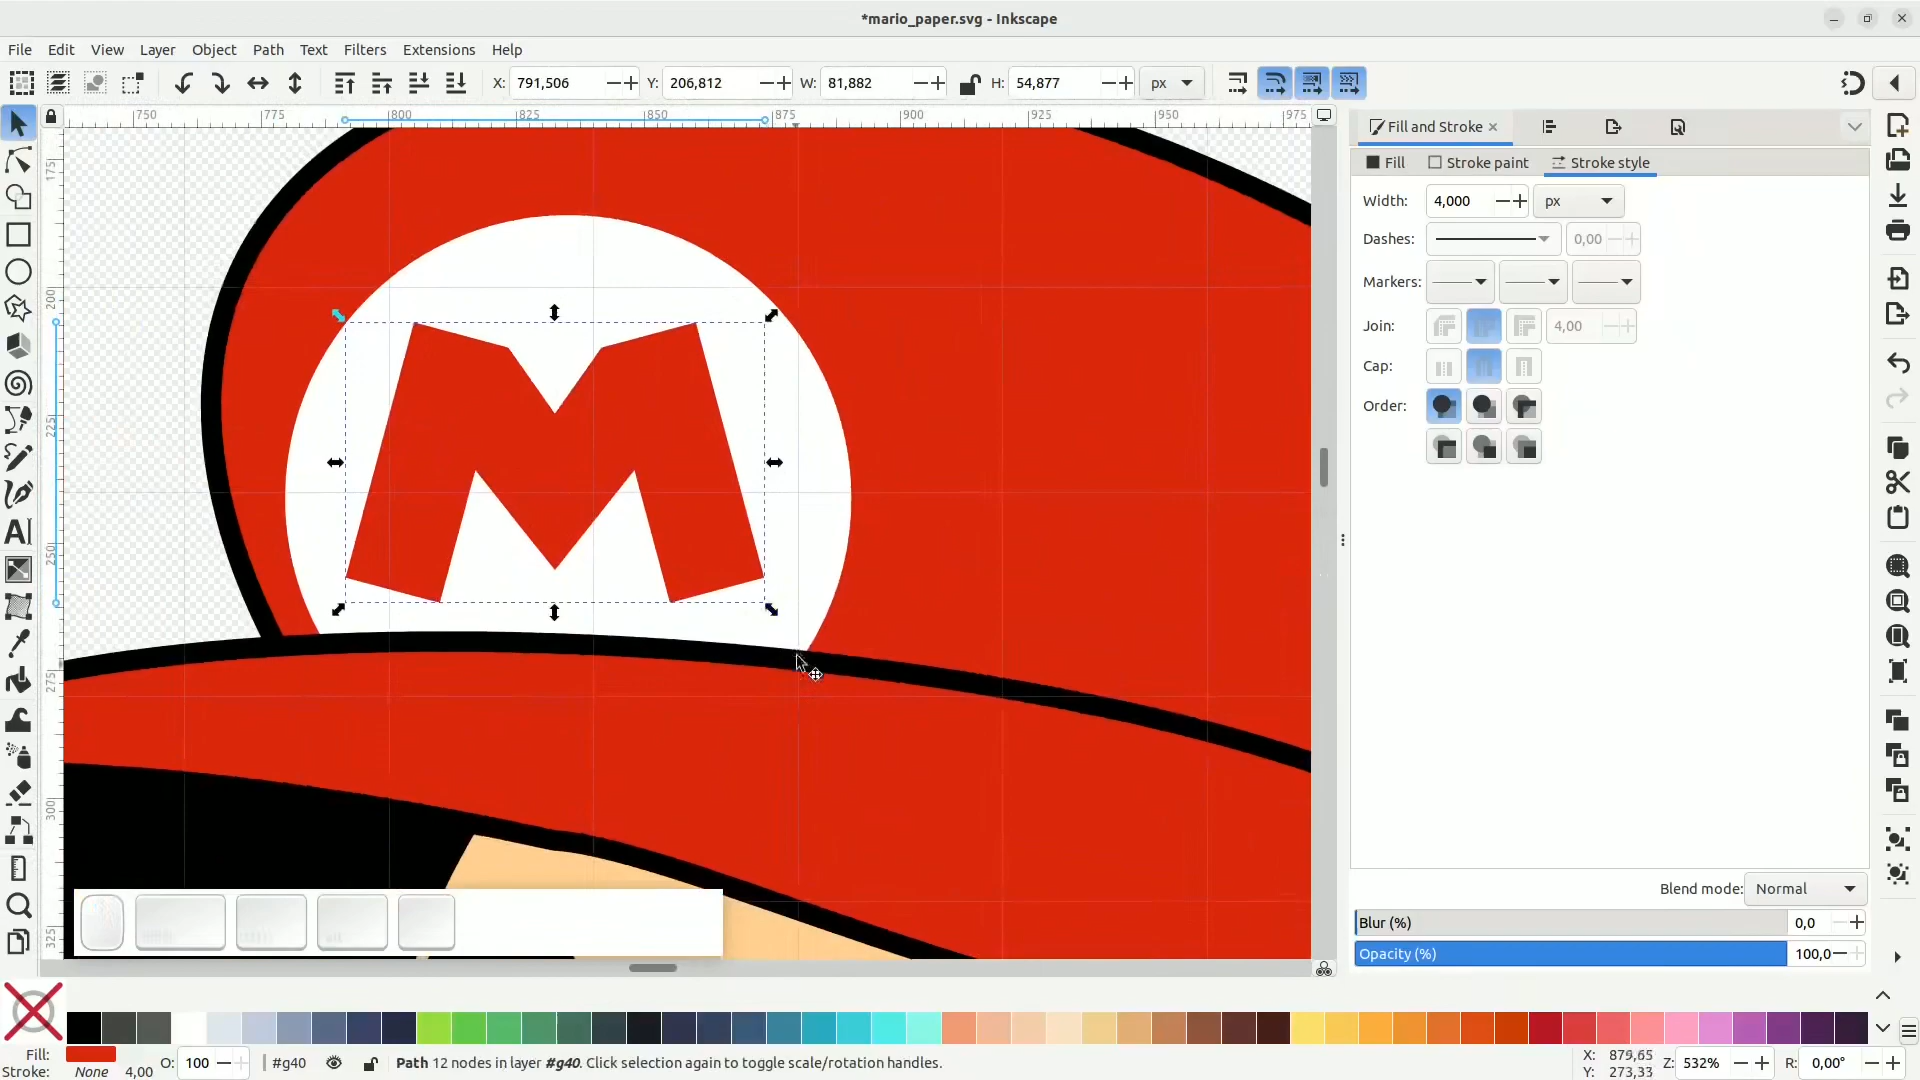 *mario_paper.svg - Inkscape
File Edit View Layer Object Path Text Filters Extensions Help
X: 791,506 Y: 206,812 W: 81,882 H: 54,877 px
750 775 800 825 850 875 900 925 950 975
175
200
225
250
275
300
325
M
Fill and Stroke
Fill Stroke paint Stroke style
Width: 4,000 px
Dashes: 0,00
Markers:
Join: 4,00
Cap:
Order:
Blend mode: Normal
Blur (%) 0,0
Opacity (%) 100,0
Fill: O: 100 #g40 Path 12 nodes in layer #g40. Click selection again to toggle scale/rotation handles. X: 879,65 Z: 532% R: 0,00°
Stroke: None 4,00 Y: 273,33